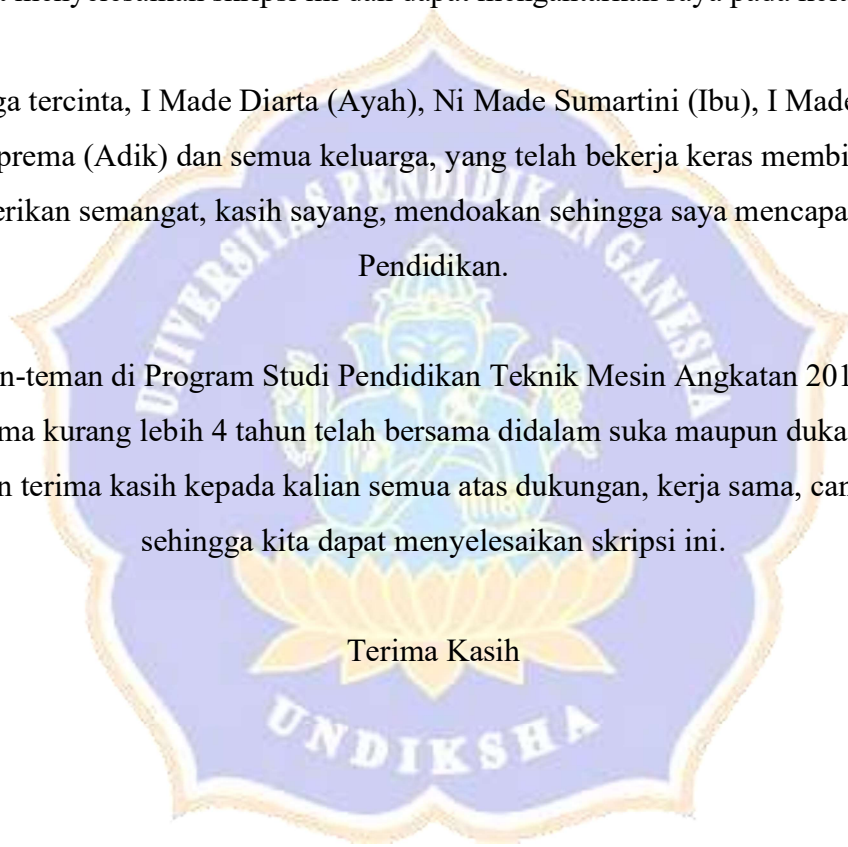 menyelesaikan skripsi ini dan dapat mengantarkan saya pada
ga tercinta, I Made Diarta (Ayah), Ni Made Sumartini (Ibu), I Made
prema (Adik) dan semua keluarga, yang telah bekerja keras membi
erikan semangat, kasih sayang, mendoakan sehingga saya mencapa
Pendidikan.
n-teman di Program Studi Pendidikan Teknik Mesin Angkatan 201
ma kurang lebih 4 tahun telah bersama didalam suka maupun duka
n terima kasih kepada kalian semua atas dukungan, kerja sama, can
sehingga kita dapat menyelesaikan skripsi ini.
Terima Kasih
UNIVERSITAS PENDIDIKAN GANESHA
UNDIKSHA